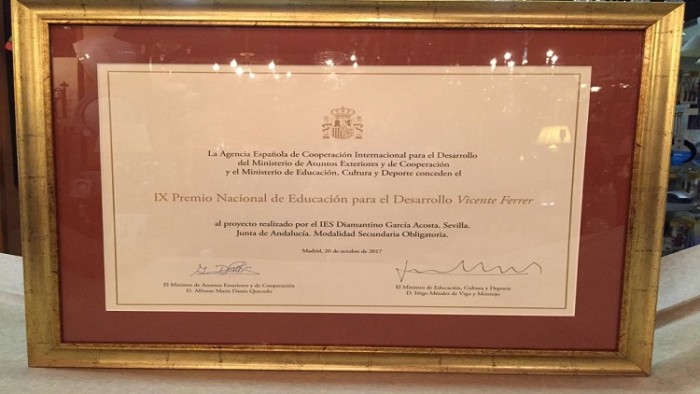 La Agencia Española de Cooperación Internacional para el Desarrollo
del Ministerio de Asuntos Exteriores y de Cooperación
y el Ministerio de Educación, Cultura y Deporte conceden el
IX Premio Nacional de Educación para el Desarrollo Vicente Ferrer
al proyecto realizado por el IES Diamantino García Acosta. Sevilla.
Junta de Andalucía. Modalidad Secundaria Obligatoria.
Madrid, 20 de octubre de 2017
El Ministro de Asuntos Exteriores y de Cooperación
D. Alfonso María Dastis Quecedo
El Ministro de Educación, Cultura y Deporte
D. Íñigo Méndez de Vigo y Montojo